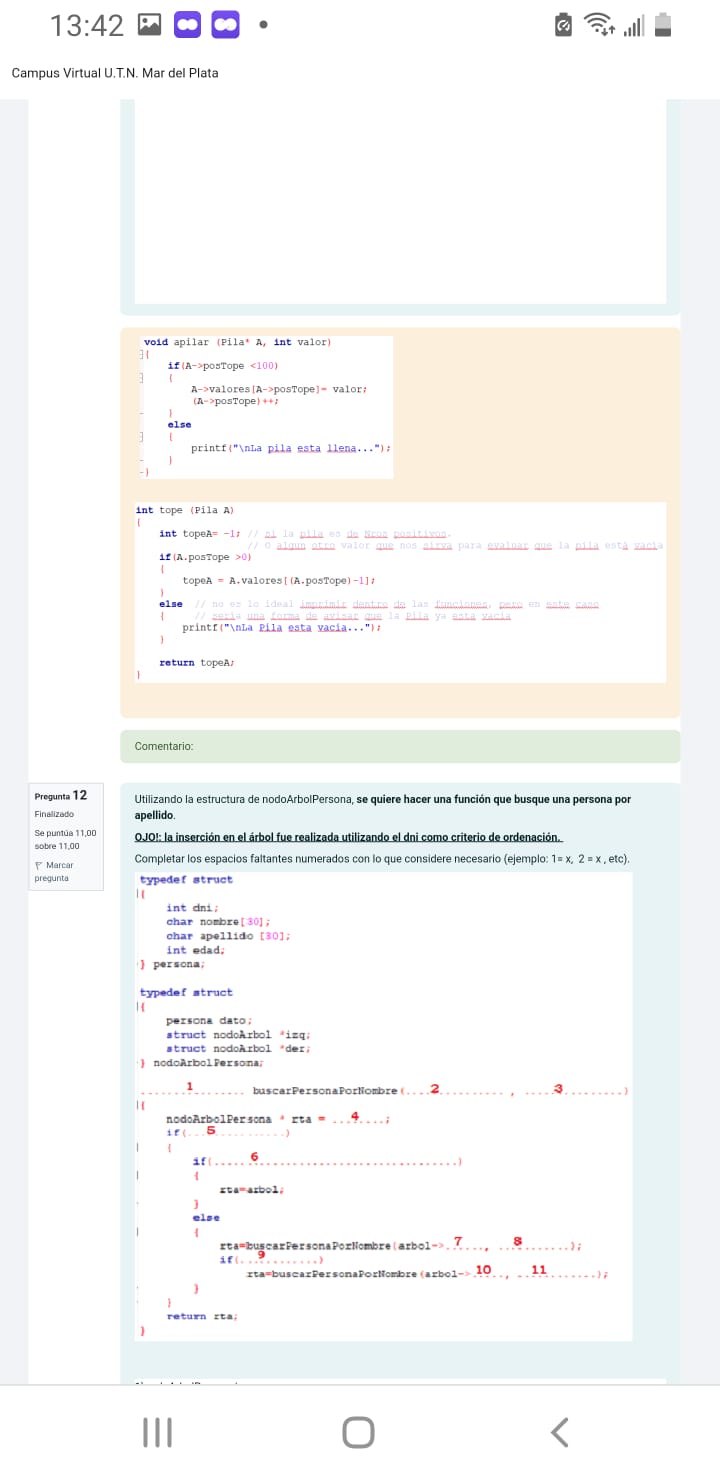 13:42
Campus Virtual U.T.N. Mar del Plata
void apilar (Pila* A, int valor)
{
if(A->posTope <100)
{
A->valores[A->posTope]= valor;
(A->posTope)++;
}
else
{
printf("\nLa pila esta llena...");
}
}
int tope (Pila A)
{
int topeA= -1; // si la pila es de Nros positivos.
// O algun otro valor que nos sirva para evaluar que la pila está vacia
if(A.posTope >0)
{
topeA = A.valores[(A.posTope)-1];
}
else // no es lo ideal imprimir dentro de las funciones, pero en este caso
{ // seria una forma de avisar que la Pila ya esta vacia
printf("\nLa Pila esta vacia...");
}
return topeA;
}
Comentario:
Pregunta 12
Finalizado
Se puntúa 11,00
sobre 11,00
Marcar
pregunta
Utilizando la estructura de nodoArbolPersona, se quiere hacer una función que busque una persona por
apellido.
OJO!: la inserción en el árbol fue realizada utilizando el dni como criterio de ordenación.
Completar los espacios faltantes numerados con lo que considere necesario (ejemplo: 1= x, 2 = x , etc).
typedef struct
{
int dni;
char nombre[30];
char apellido [30];
int edad;
} persona;
typedef struct
{
persona dato;
struct nodoArbol *izq;
struct nodoArbol *der;
} nodoArbolPersona;
.......1......... buscarPersonaPorNombre(....2..........., .....3..........)
{
nodoArbolPersona * rta = ...4....;
if(...5............)
{
if(......6.................................)
{
rta=arbol;
}
else
{
rta=buscarPersonaPorNombre(arbol->.7...., ..8.......);
if(...9.........)
rta=buscarPersonaPorNombre(arbol->.10..., ..11.......);
}
}
return rta;
}